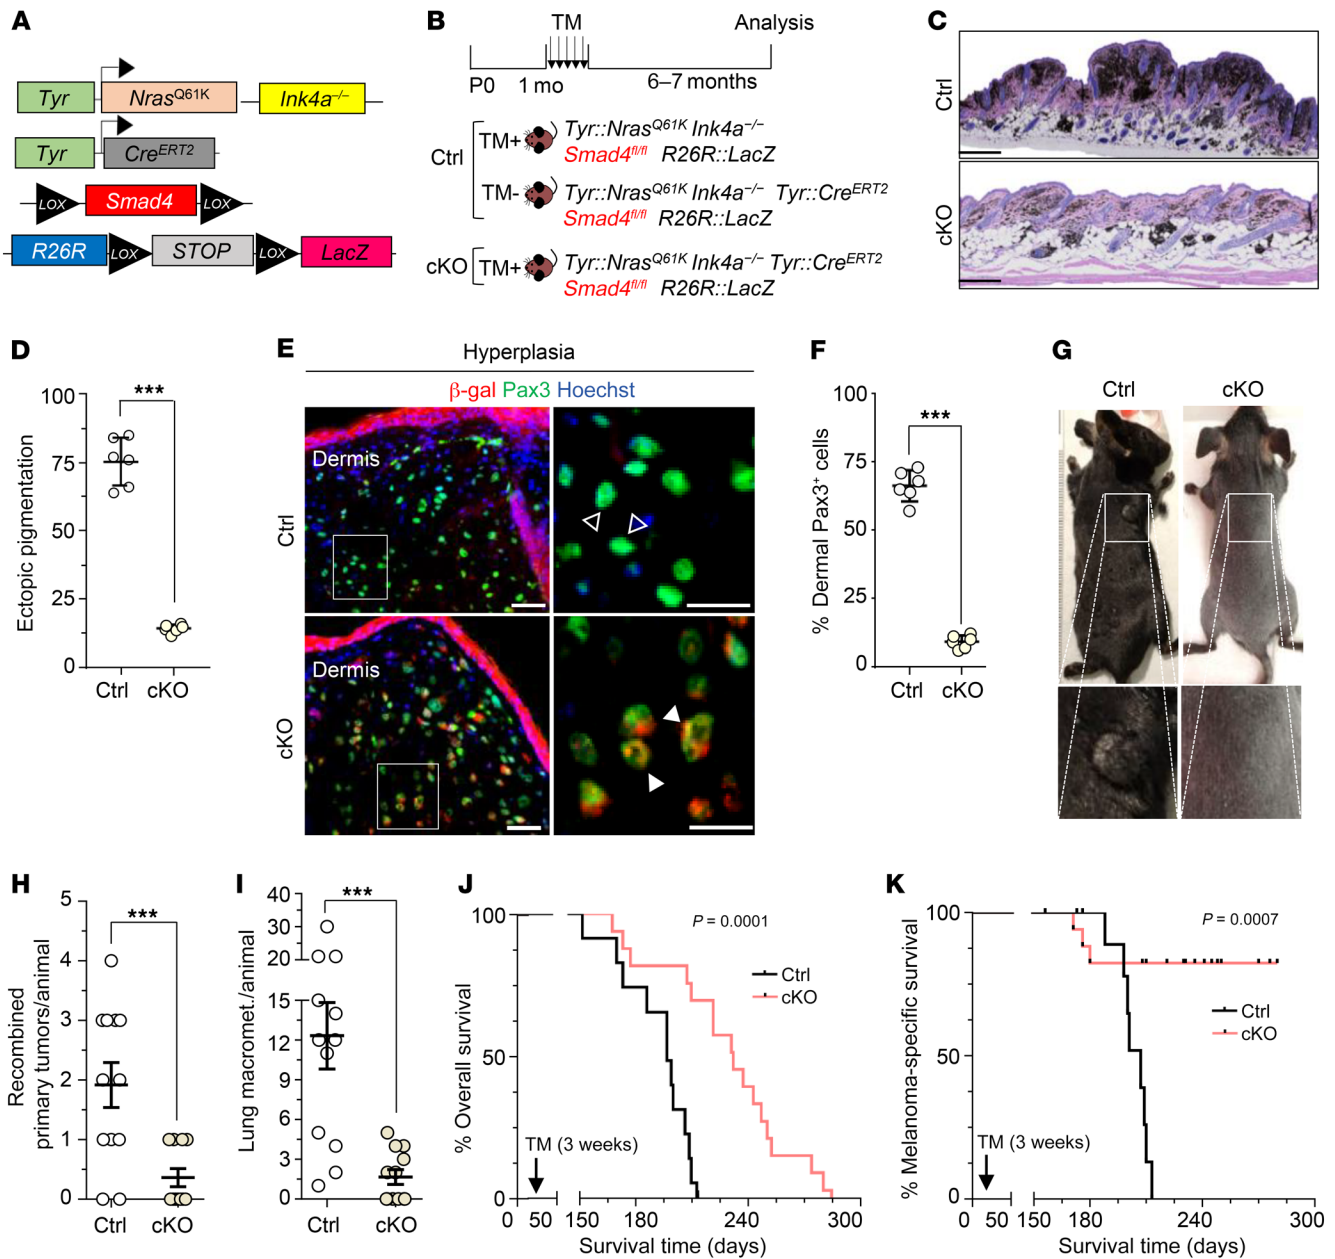 A
Tyr
NrasQ61K
Ink4a–/–
Tyr
CreERT2
LOX
Smad4
LOX
R26R
LOX
STOP
LOX
LacZ
B
TM
Analysis
P0
1 mo
6–7 months
Ctrl
TM+
Tyr::NrasQ61K Ink4a–/–
Smad4fl/fl R26R::LacZ
TM-
Tyr::NrasQ61K Ink4a–/– Tyr::CreERT2
Smad4fl/fl R26R::LacZ
cKO
TM+
Tyr::NrasQ61K Ink4a–/– Tyr::CreERT2
Smad4fl/fl R26R::LacZ
C
Ctrl
cKO
D
Ectopic pigmentation
100
75
50
25
0
***
Ctrl
cKO
E
Hyperplasia
β-gal Pax3 Hoechst
Ctrl
Dermis
cKO
Dermis
F
% Dermal Pax3+ cells
100
75
50
25
0
***
Ctrl
cKO
G
Ctrl
cKO
H
Recombined
primary tumors/animal
5
4
3
2
1
0
***
Ctrl
cKO
I
Lung macromet./animal
40
30
20
15
12
9
6
3
0
***
Ctrl
cKO
J
% Overall survival
100
50
0
P = 0.0001
Ctrl
cKO
TM (3 weeks)
0 50 150 180 240 300
Survival time (days)
K
% Melanoma-specific survival
100
50
0
P = 0.0007
Ctrl
cKO
TM (3 weeks)
0 50 150 180 240 300
Survival time (days)